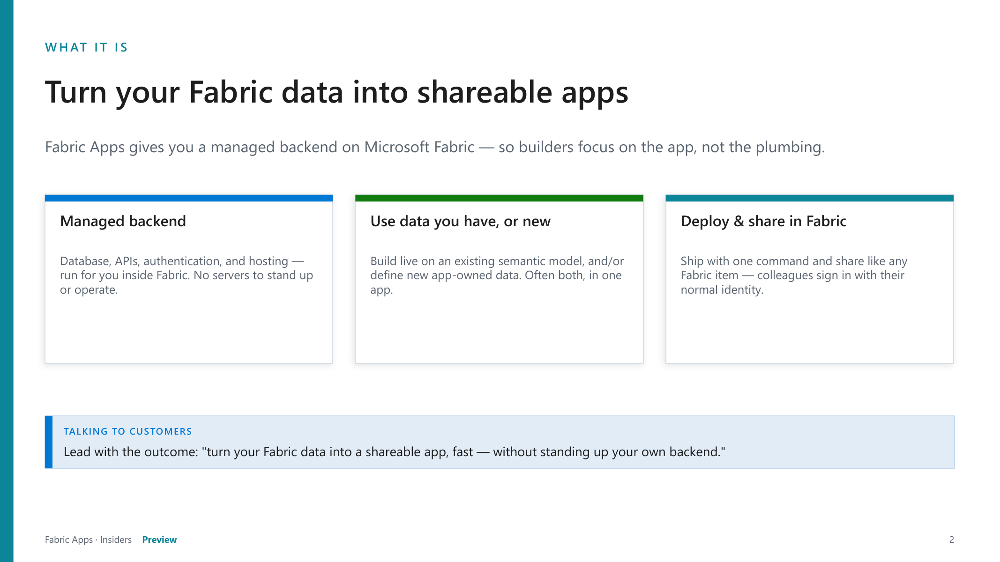 WHAT IT IS
Turn your Fabric data into shareable apps
Fabric Apps gives you a managed backend on Microsoft Fabric — so builders focus on the app, not the plumbing.
Managed backend
Database, APIs, authentication, and hosting —
run for you inside Fabric. No servers to stand up
or operate.
Use data you have, or new
Build live on an existing semantic model, and/or
define new app-owned data. Often both, in one
app.
Deploy & share in Fabric
Ship with one command and share like any
Fabric item — colleagues sign in with their
normal identity.
TALKING TO CUSTOMERS
Lead with the outcome: "turn your Fabric data into a shareable app, fast — without standing up your own backend."
Fabric Apps · Insiders Preview
2